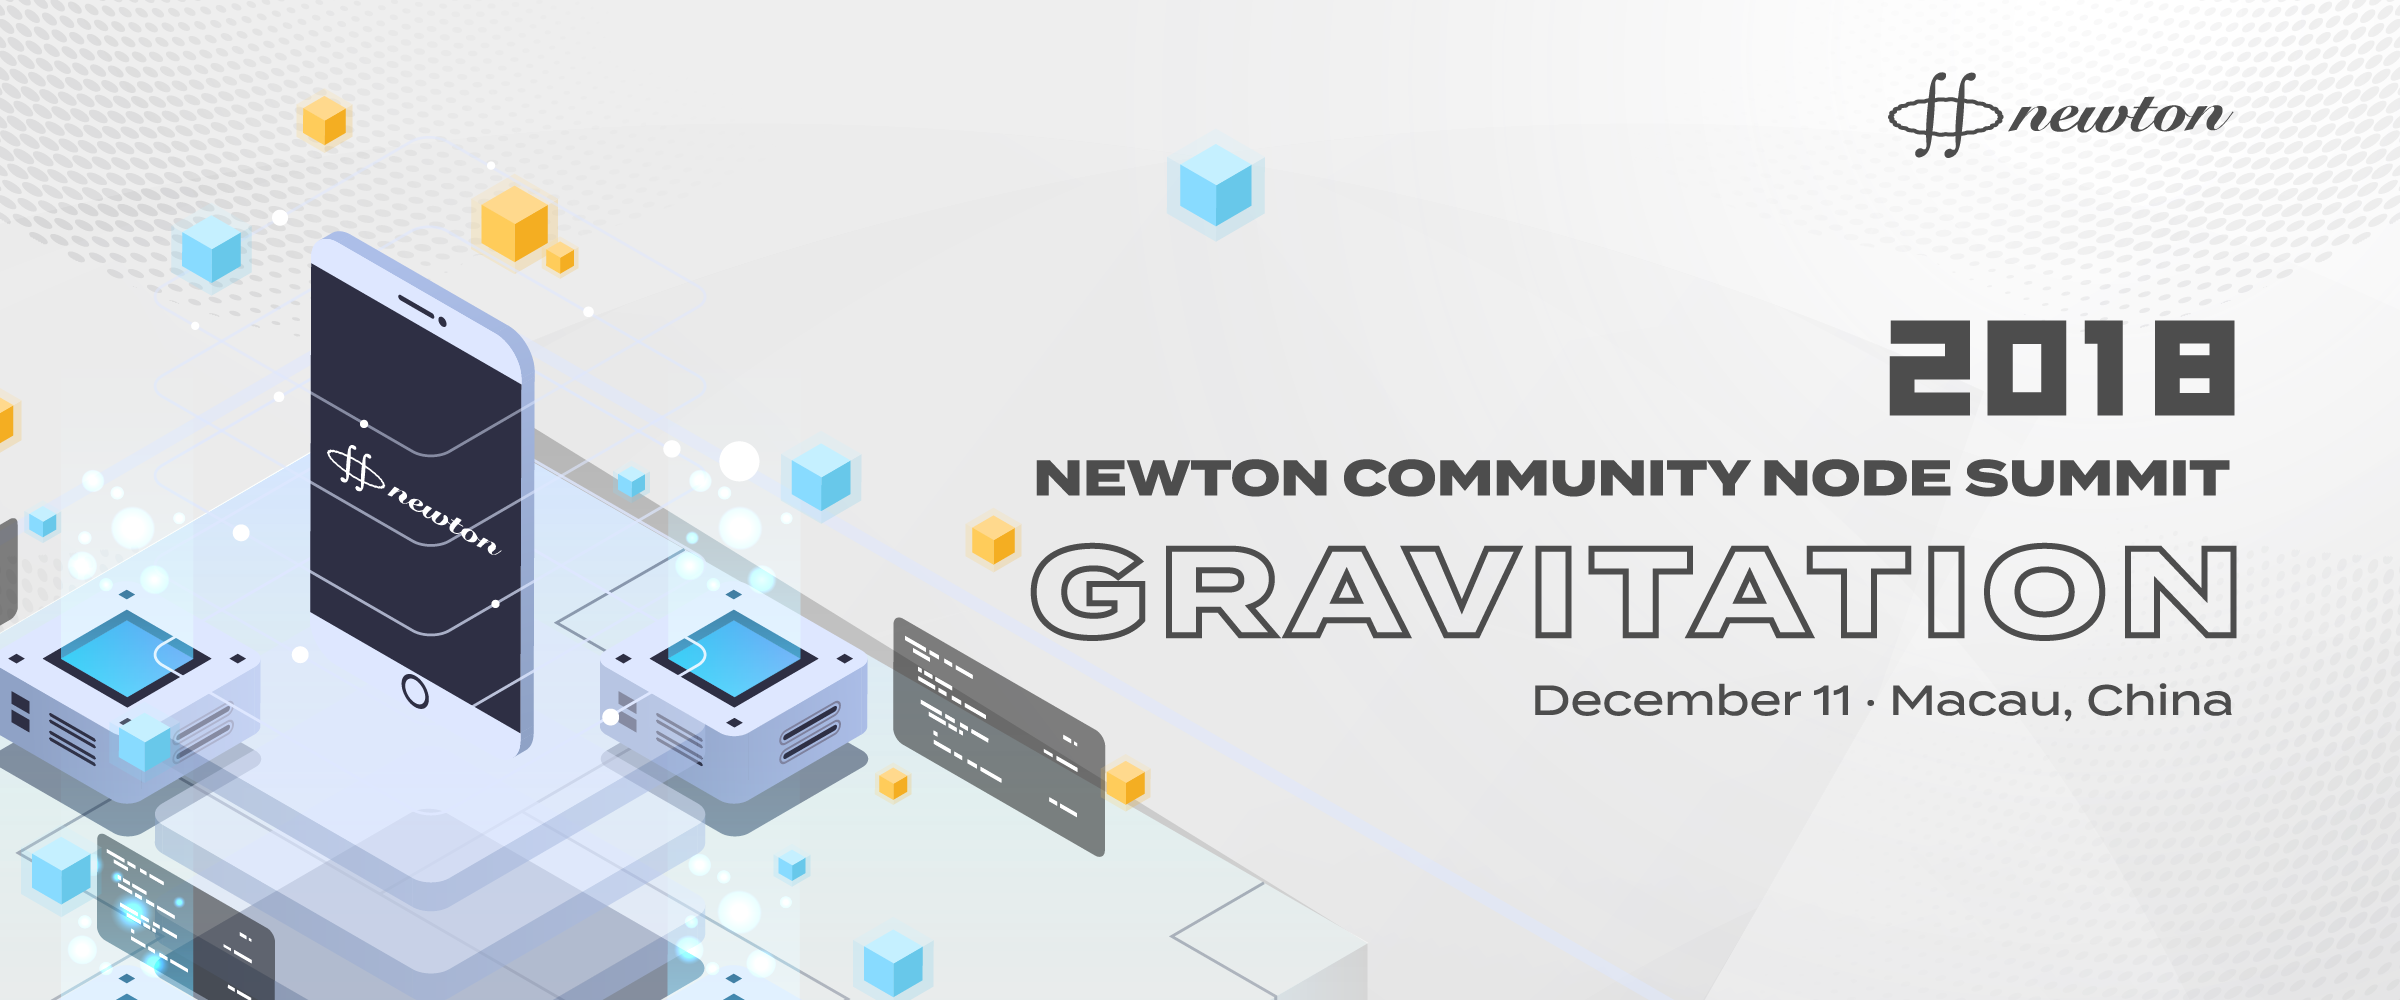 newton
2018
NEWTON COMMUNITY NODE SUMMIT
GRAVITATION
December 11 · Macau, China
newton